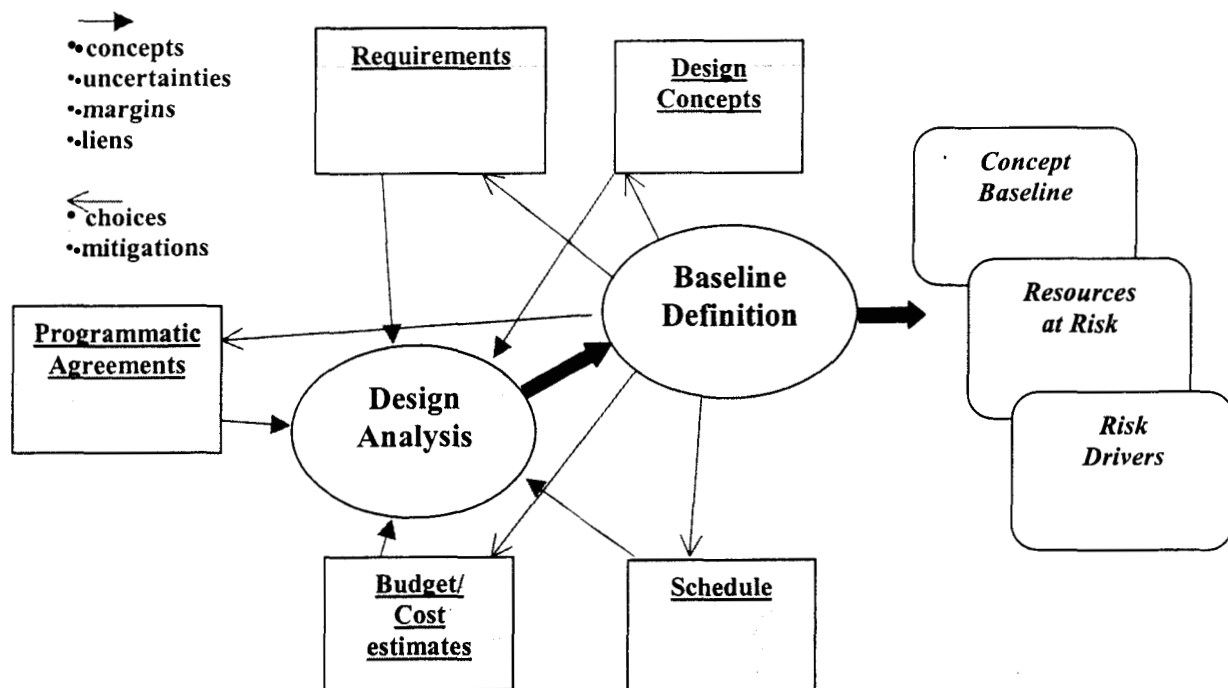 •concepts
•uncertainties
•margins
•liens
• choices
•mitigations
Requirements
Design
Concepts
Concept
Baseline
Baseline
Definition
Resources
at Risk
Programmatic
Agreements
Design
Analysis
Risk
Drivers
Budget/
Cost
estimates
Schedule